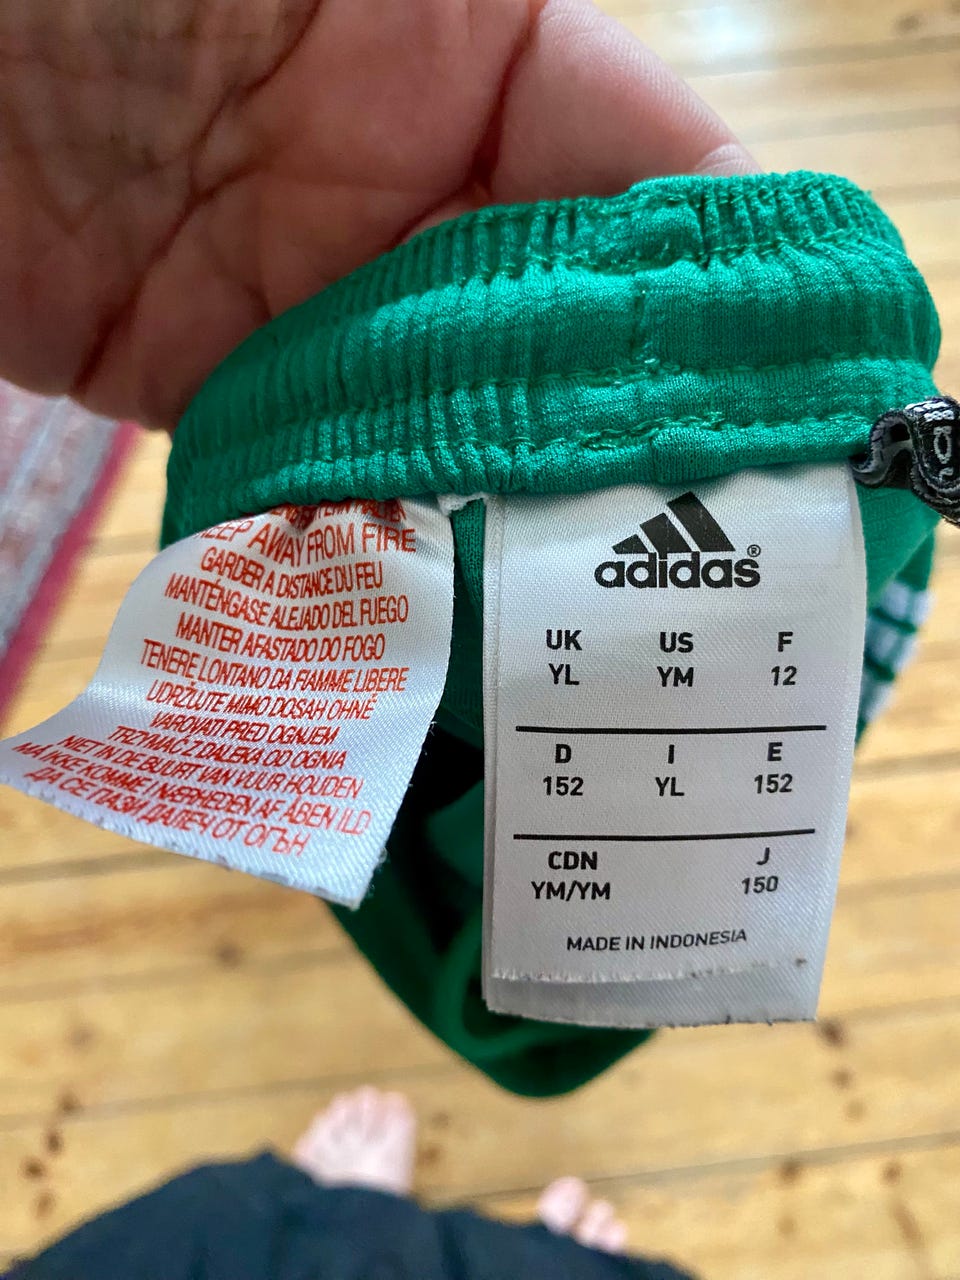 KEEP AWAY FROM FIRE
GARDER A DISTANCE DU FEU
MANTÉNGASE ALEJADO DEL FUEGO
MANTER AFASTADO DO FOGO
TENERE LONTANO DA FIAMME LIBERE
UDRŽUJTE MIMO DOSAH OHNĚ
VAROVATI PRED OGNJEM
TRZYMAĆ Z DALEKA OD OGNIA
NIET IN DE BUURT VAN VUUR HOUDEN
MÅ IKKE KOMME I NÆRHEDEN AF ÅBEN ILD
ДА СЕ ПАЗИ ДАЛЕЧ ОТ ОГЪН
adidas®
UK US F
YL YM 12
D I E
152 YL 152
CDN J
YM/YM 150
MADE IN INDONESIA